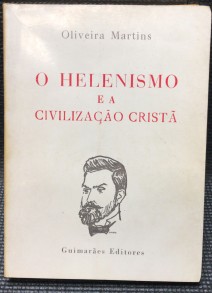 Oliveira Martins
O HELENISMO
E A
CIVILIZAÇÃO CRISTÃ
Guimarães Editores